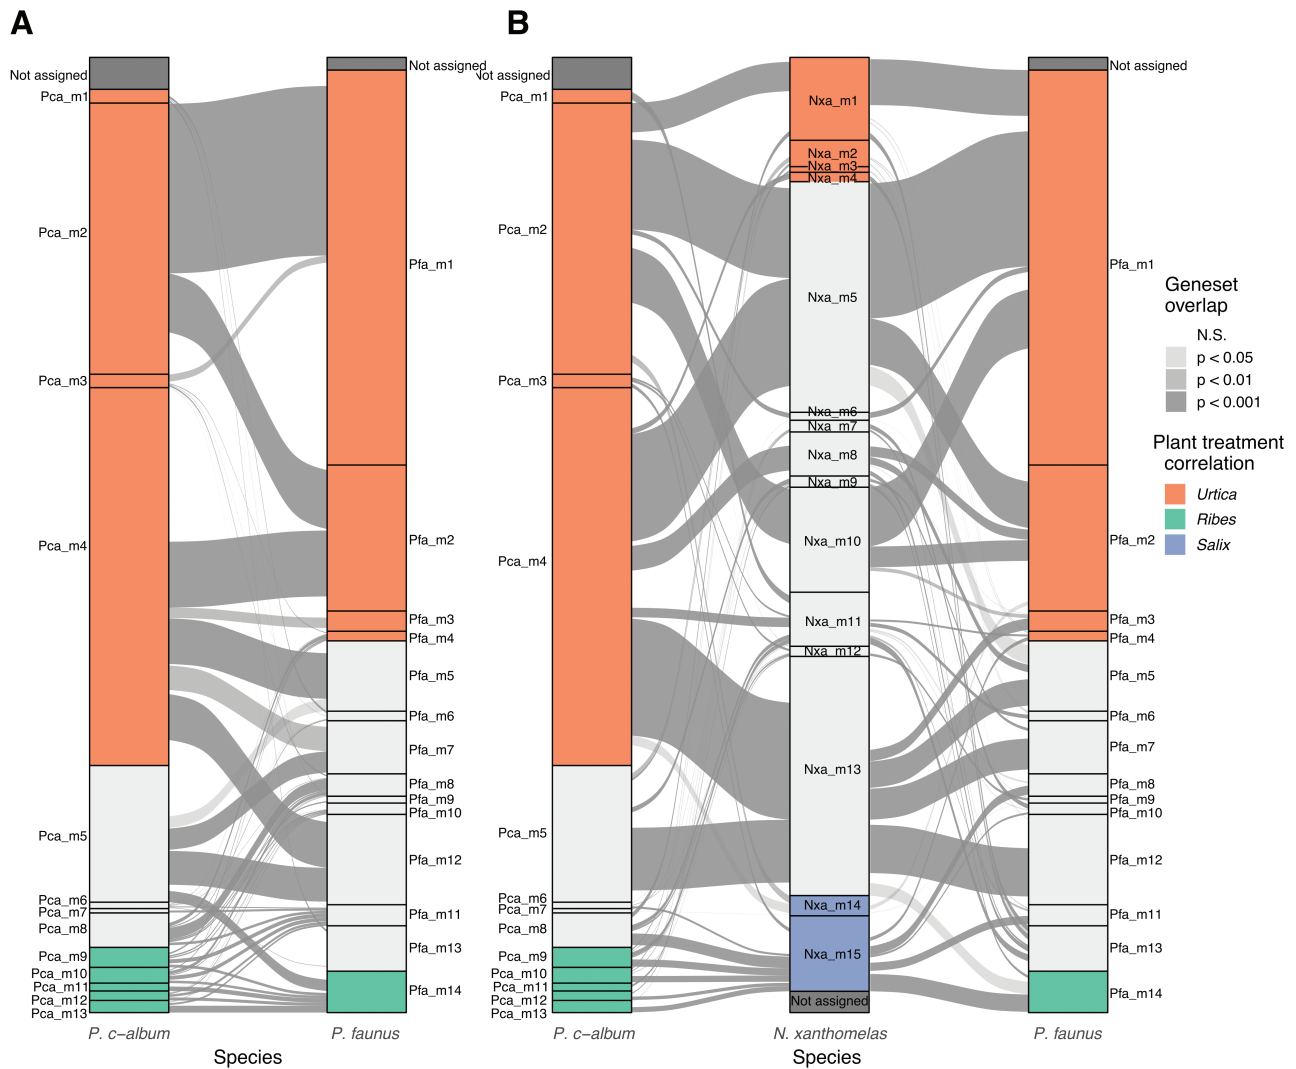 A
B
Not assigned
Pca_m1
Pca_m2
Pca_m3
Pca_m4
Pca_m5
Pca_m6
Pca_m7
Pca_m8
Pca_m9
Pca_m10
Pca_m11
Pca_m12
Pca_m13
Not assigned
Pfa_m1
Pfa_m2
Pfa_m3
Pfa_m4
Pfa_m5
Pfa_m6
Pfa_m7
Pfa_m8
Pfa_m9
Pfa_m10
Pfa_m12
Pfa_m11
Pfa_m13
Pfa_m14
P. c−album
P. faunus
Species
Not assigned
Pca_m1
Pca_m2
Pca_m3
Pca_m4
Pca_m5
Pca_m6
Pca_m7
Pca_m8
Pca_m9
Pca_m10
Pca_m11
Pca_m12
Pca_m13
Nxa_m1
Nxa_m2
Nxa_m3
Nxa_m4
Nxa_m5
Nxa_m6
Nxa_m7
Nxa_m8
Nxa_m9
Nxa_m10
Nxa_m11
Nxa_m12
Nxa_m13
Nxa_m14
Nxa_m15
Not assigned
Not assigned
Pfa_m1
Pfa_m2
Pfa_m3
Pfa_m4
Pfa_m5
Pfa_m6
Pfa_m7
Pfa_m8
Pfa_m9
Pfa_m10
Pfa_m12
Pfa_m11
Pfa_m13
Pfa_m14
P. c−album
N. xanthomelas
P. faunus
Species
Geneset
overlap
N.S.
p < 0.05
p < 0.01
p < 0.001
Plant treatment
correlation
Urtica
Ribes
Salix